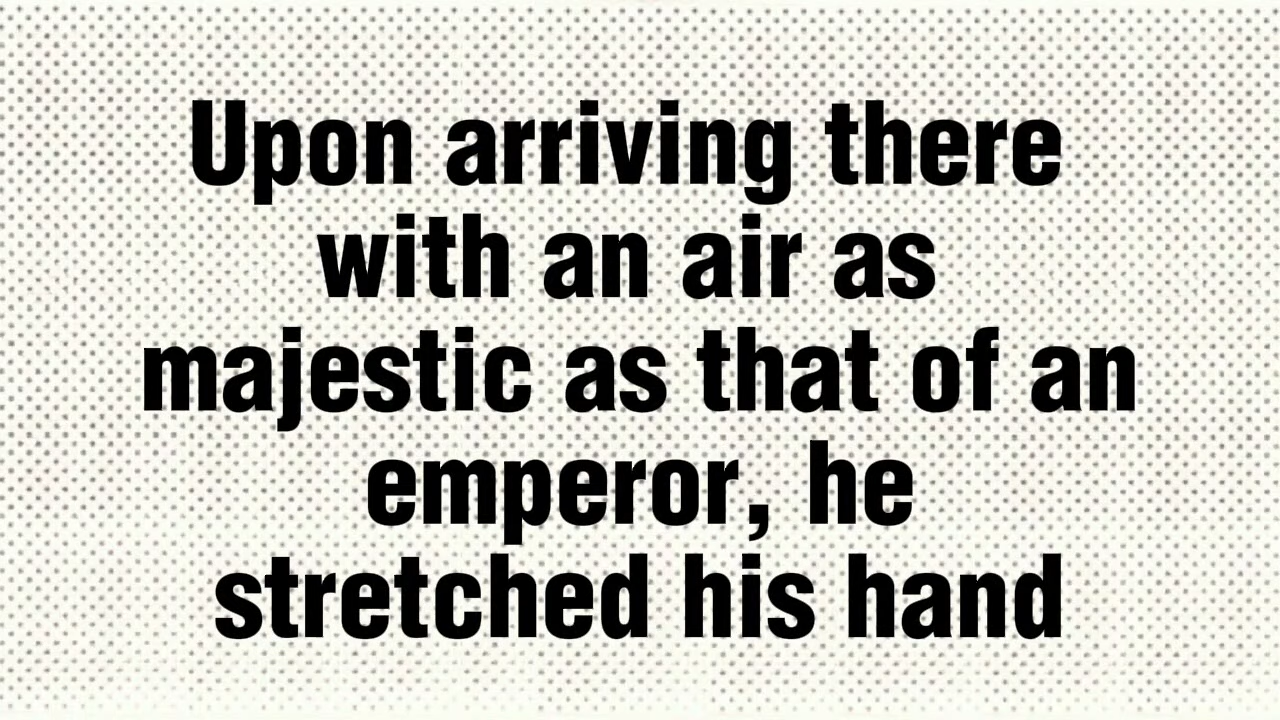 Upon arriving there
with an air as
majestic as that of an
emperor, he
stretched his hand